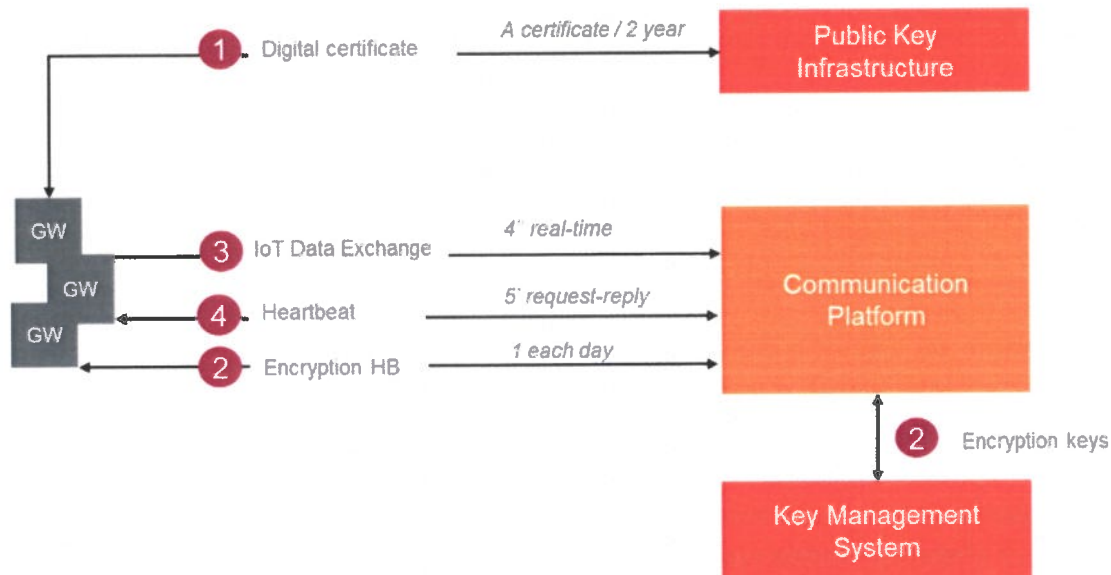 1 Digital certificate
A certificate / 2 year
Public Key
Infrastructure
GW
GW
GW
3 IoT Data Exchange
4" real-time
4 Heartbeat
5' request-reply
2 Encryption HB
1 each day
Communication
Platform
2 Encryption keys
Key Management
System